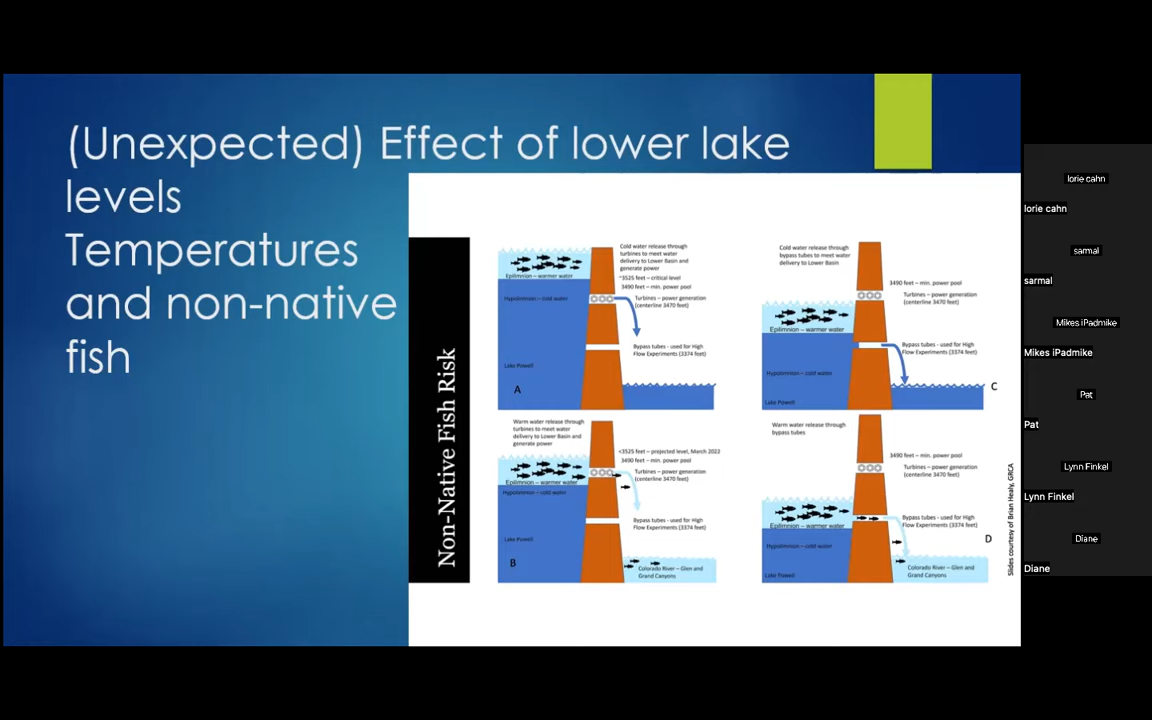 (Unexpected) Effect of lower lake
levels
Temperatures
and non-native
fish
Non-Native Fish Risk
Cold water release through
turbines to meet water
delivery to Lower Basin and
generate power
~3525 feet – critical level
3490 feet – min. power pool
Turbines – power generation
(centerline 3470 feet)
Epilimnion – warmer water
Hypolimnion – cold water
Bypass tubes - used for High
Flow Experiments (3374 feet)
Lake Powell
A
Cold water release through
bypass tubes to meet water
delivery to Lower Basin
3490 feet – min. power pool
Turbines – power generation
(centerline 3470 feet)
Epilimnion – warmer water
Bypass tubes - used for High
Flow Experiments (3374 feet)
Hypolimnion – cold water
Lake Powell
C
Warm water release through
turbines to meet water
delivery to Lower Basin and
generate power
<3525 feet – projected level, March 2022
3490 feet – min. power pool
Turbines – power generation
(centerline 3470 feet)
Epilimnion – warmer water
Hypolimnion – cold water
Bypass tubes - used for High
Flow Experiments (3374 feet)
Lake Powell
B
Colorado River – Glen and
Grand Canyons
Warm water release through
bypass tubes
3490 feet – min. power pool
Turbines – power generation
(centerline 3470 feet)
Epilimnion – warmer water
Bypass tubes - used for High
Flow Experiments (3374 feet)
Hypolimnion – cold water
Lake Powell
D
Colorado River – Glen and
Grand Canyons
Slides courtesy of Brian Healy, GRCA
lorie cahn
lorie cahn
sarmal
sarmal
Mikes iPadmike
Mikes iPadmike
Pat
Pat
Lynn Finkel
Lynn Finkel
Diane
Diane